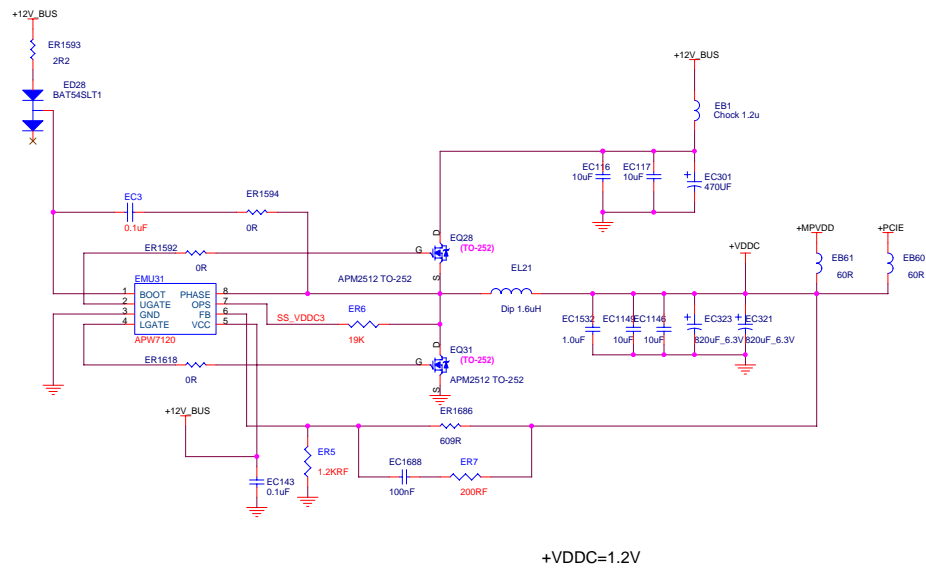 +12V_BUS
ER1593
2R2
ED28
BAT54SLT1
+12V_BUS
EB1
Chock 1.2u
EC116
10uF
EC117
10uF
EC301
470UF
EC3
0.1uF
ER1594
0R
ER1592
0R
D
G
S
EQ28
(TO-252)
APM2512 TO-252
EL21
Dip 1.6uH
+VDDC
+MPVDD
EB61
60R
+PCIE
EB60
60R
EMU31
1 BOOT PHASE 8
2 UGATE OPS 7
3 GND FB 6
4 LGATE VCC 5
APW7120
SS_VDDC3
ER6
19K
EC1532
1.0uF
EC1149
10uF
EC1146
10uF
EC323
820uF_6.3V
EC321
820uF_6.3V
ER1618
0R
D
G
S
EQ31
(TO-252)
APM2512 TO-252
+12V_BUS
ER1686
609R
ER5
1.2KRF
EC1688
100nF
ER7
200RF
EC143
0.1uF
+VDDC=1.2V